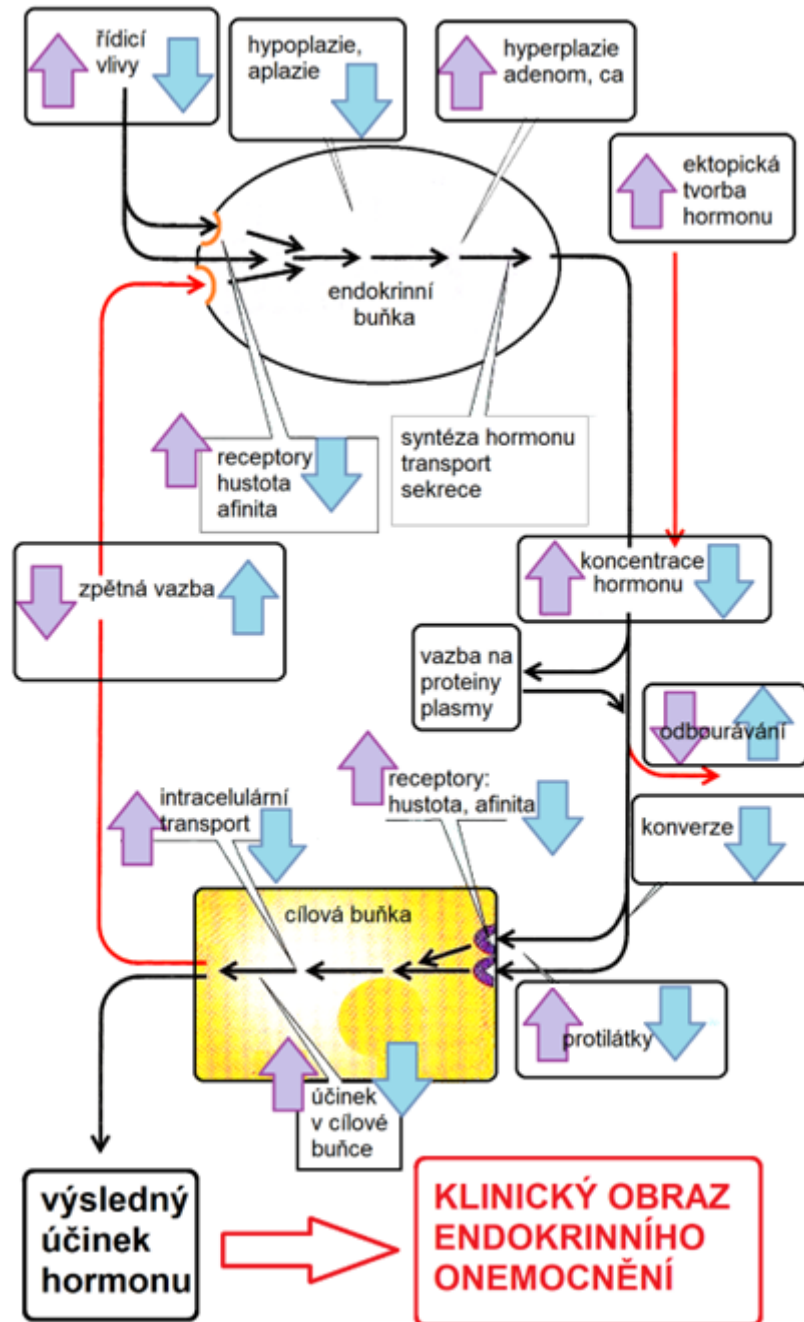 řídicí
vlivy
hypoplazie,
aplazie
hyperplazie
adenom, ca
ektopická
tvorba
hormonu
endokrinní
buňka
receptory
hustota
afinita
syntéza hormonu
transport
sekrece
zpětná vazba
koncentrace
hormonu
vazba na
proteiny
plasmy
odbourávání
receptory:
hustota, afinita
intracelulární
transport
konverze
cílová buňka
protilátky
účinek
v cílové
buňce
výsledný
účinek
hormonu
KLINICKÝ OBRAZ
ENDOKRINNÍHO
ONEMOCNĚNÍ